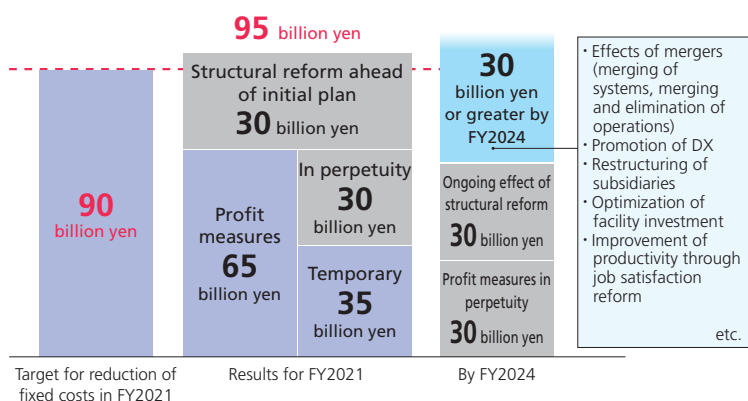 95 billion yen
Structural reform ahead
of initial plan
30 billion yen
90
billion yen
Profit
measures
65
billion yen
In perpetuity
30
billion yen
Temporary
35
billion yen
30
billion yen
or greater by
FY2024
Ongoing effect of
structural reform
30 billion yen
Profit measures in
perpetuity
30 billion yen
・Effects of mergers
(merging of
systems, merging
and elimination of
operations)
・Promotion of DX
・Restructuring of
subsidiaries
・Optimization of
facility investment
・Improvement of
productivity through
job satisfaction
reform
etc.
Target for reduction of
fixed costs in FY2021
Results for FY2021
By FY2024